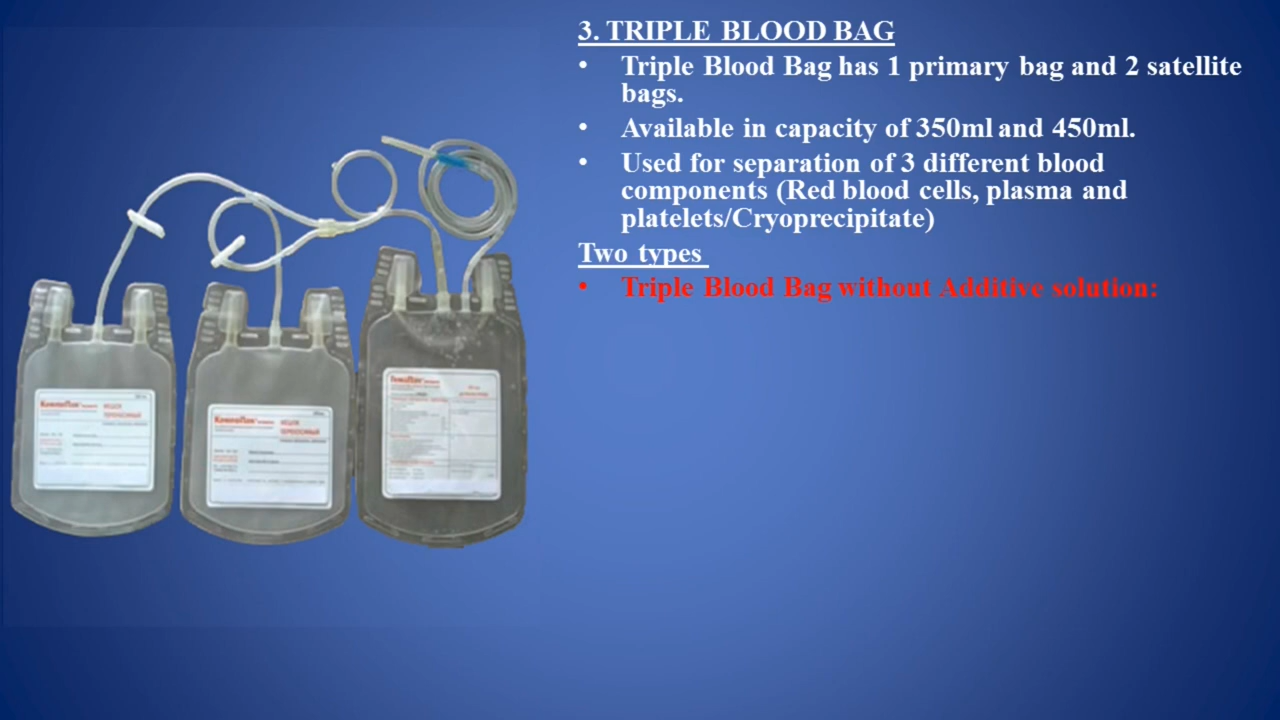 3. TRIPLE BLOOD BAG
• Triple Blood Bag has 1 primary bag and 2 satellite
bags.
• Available in capacity of 350ml and 450ml.
• Used for separation of 3 different blood
components (Red blood cells, plasma and
platelets/Cryoprecipitate)
Two types
• Triple Blood Bag without Additive solution: